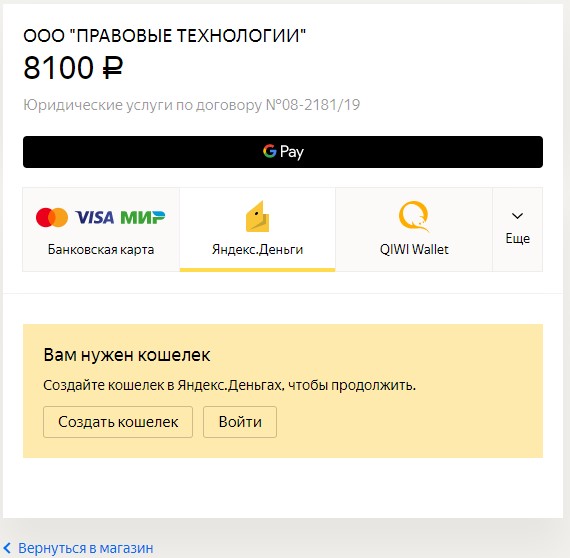 ООО "ПРАВОВЫЕ ТЕХНОЛОГИИ"
8100 ₽
Юридические услуги по договору №08-2181/19
G Pay
VISA МИР
Банковская карта
Яндекс.Деньги
QIWI Wallet
Еще
Вам нужен кошелек
Создайте кошелек в Яндекс.Деньгах, чтобы продолжить.
Создать кошелек
Войти
Вернуться в магазин